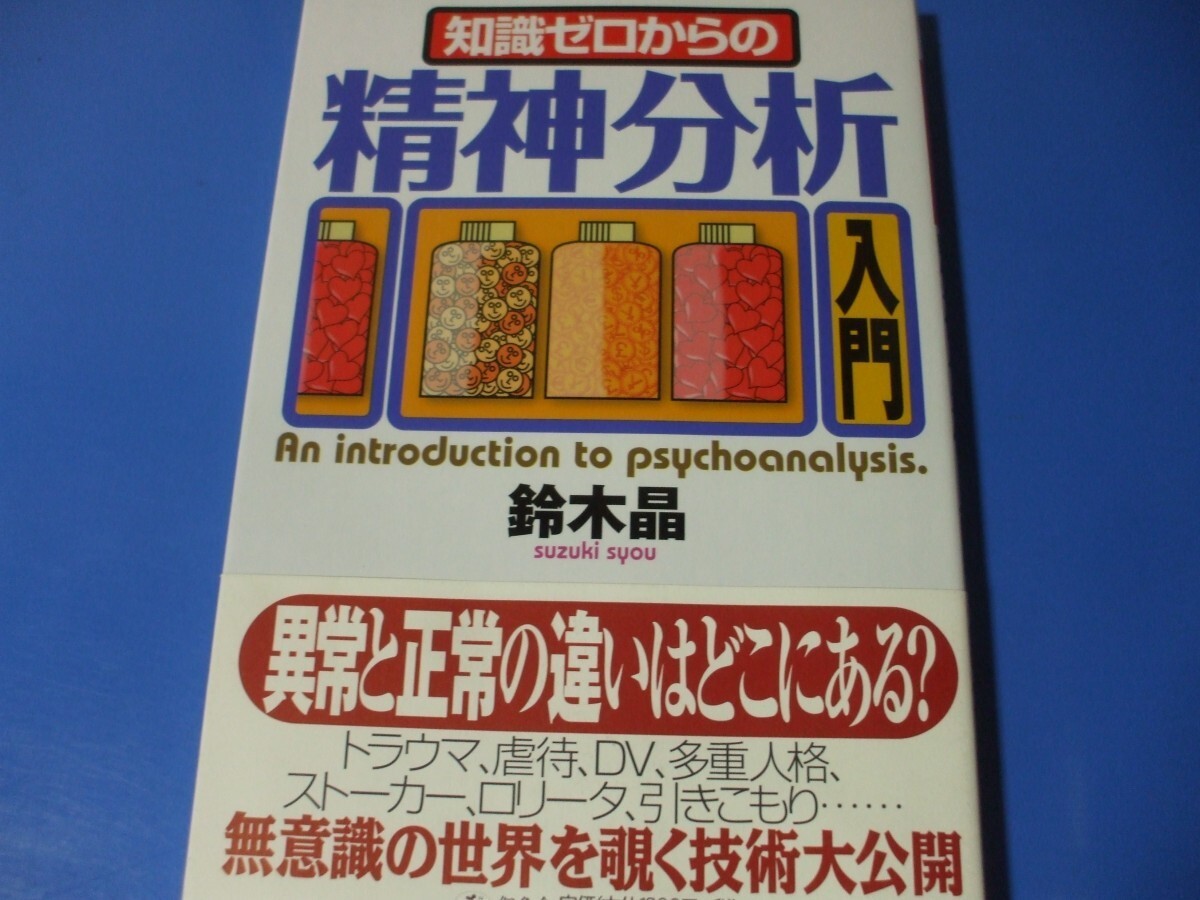 知識ゼロからの
精神分析
入門
An introduction to psychoanalysis.
鈴木晶
suzuki syou
異常と正常の違いはどこにある?
トラウマ、虐待、DV、多重人格、
ストーカー、ロリータ、引きこもり……
無意識の世界を覗く技術大公開